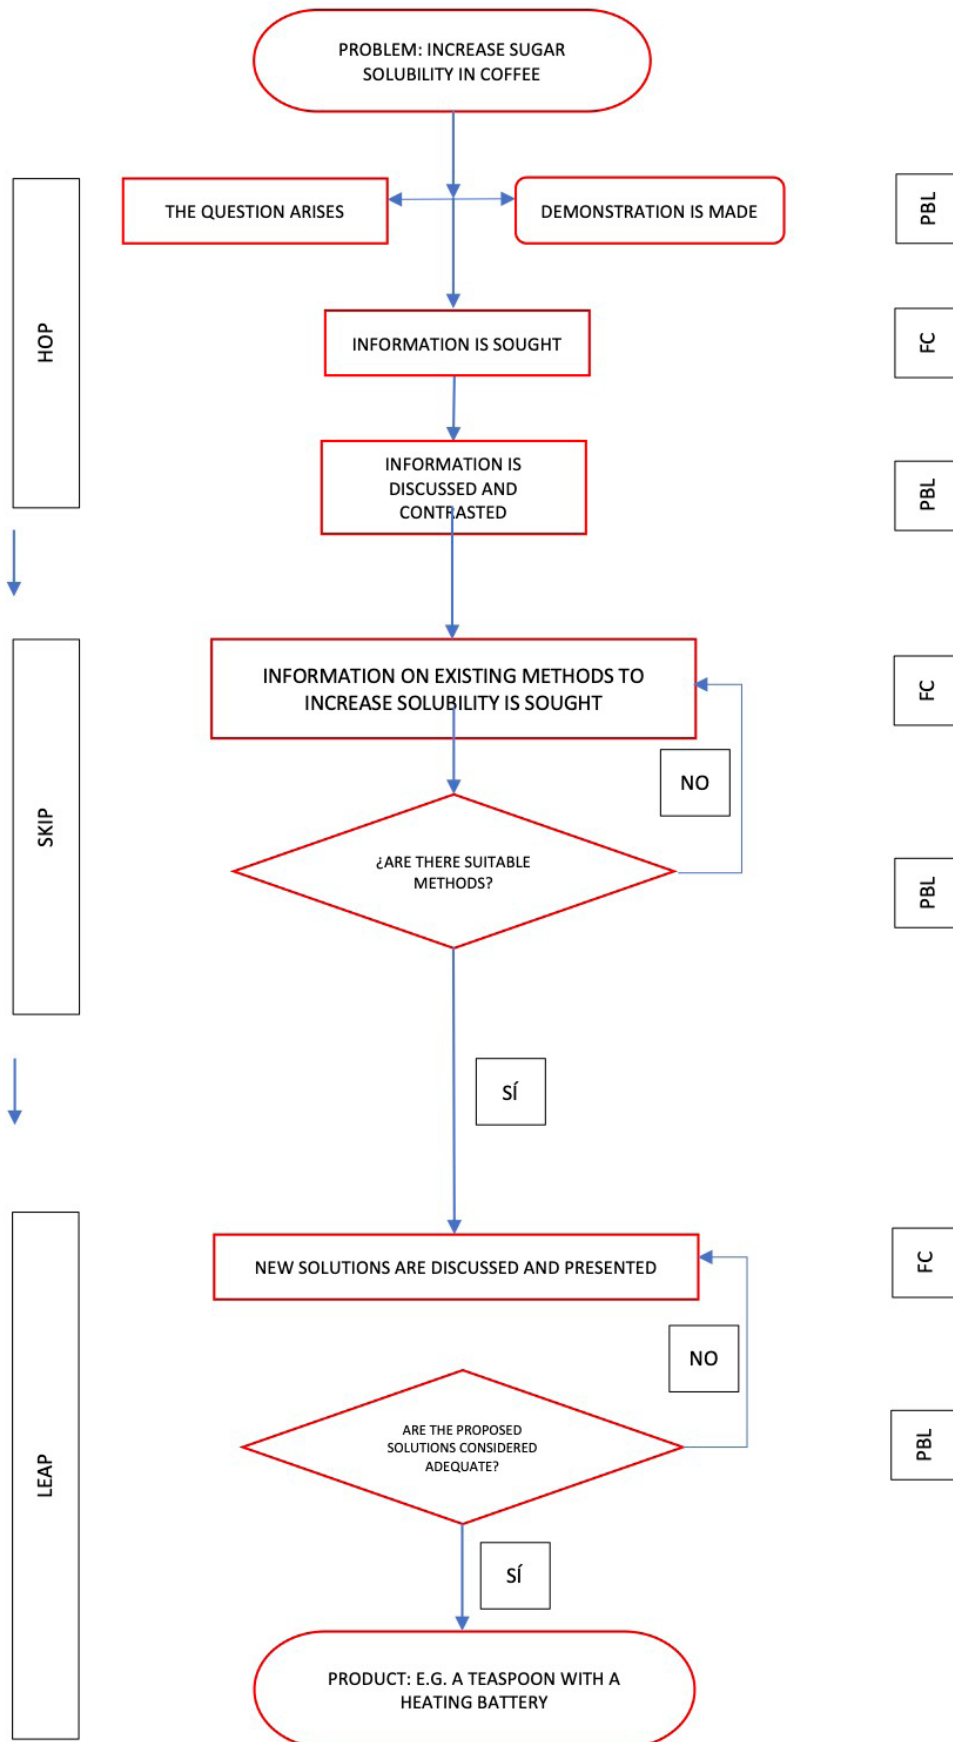 PROBLEM: INCREASE SUGAR
SOLUBILITY IN COFFEE
HOP
THE QUESTION ARISES
DEMONSTRATION IS MADE
PBL
INFORMATION IS SOUGHT
FC
INFORMATION IS
DISCUSSED AND
CONTRASTED
PBL
SKIP
INFORMATION ON EXISTING METHODS TO
INCREASE SOLUBILITY IS SOUGHT
FC
NO
¿ARE THERE SUITABLE
METHODS?
PBL
SÍ
LEAP
NEW SOLUTIONS ARE DISCUSSED AND PRESENTED
FC
NO
ARE THE PROPOSED
SOLUTIONS CONSIDERED
ADEQUATE?
PBL
SÍ
PRODUCT: E.G. A TEASPOON WITH A
HEATING BATTERY